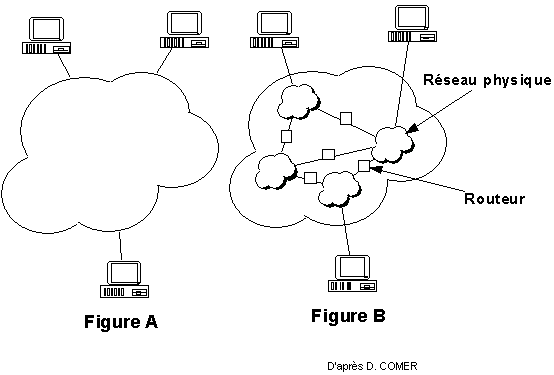 Réseau physique
Routeur
Figure A
Figure B
D'après D. COMER